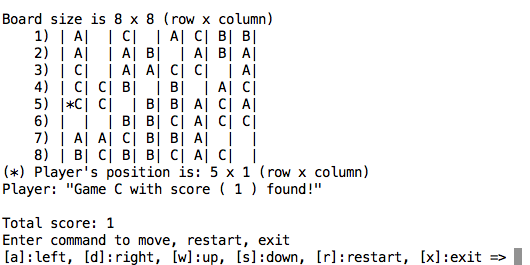 Board size is 8 x 8 (row x column)
1) | A|  | C|  | A| C| B| B|
2) | A|  | A| B|  | A| B| A|
3) | C|  | A| A| C| C|  | A|
4) | C| C| B|  | B|  | A| C|
5) |*C| C|  | B| B| A| C| A|
6) |  |  | B| B| C| A| C| C|
7) | A| A| C| B| B| A|  |  |
8) | B| C| B| B| C| A| C|  |
(*) Player's position is: 5 x 1 (row x column)
Player: "Game C with score ( 1 ) found!"
Total score: 1
Enter command to move, restart, exit
[a]:left, [d]:right, [w]:up, [s]:down, [r]:restart, [x]:exit =>